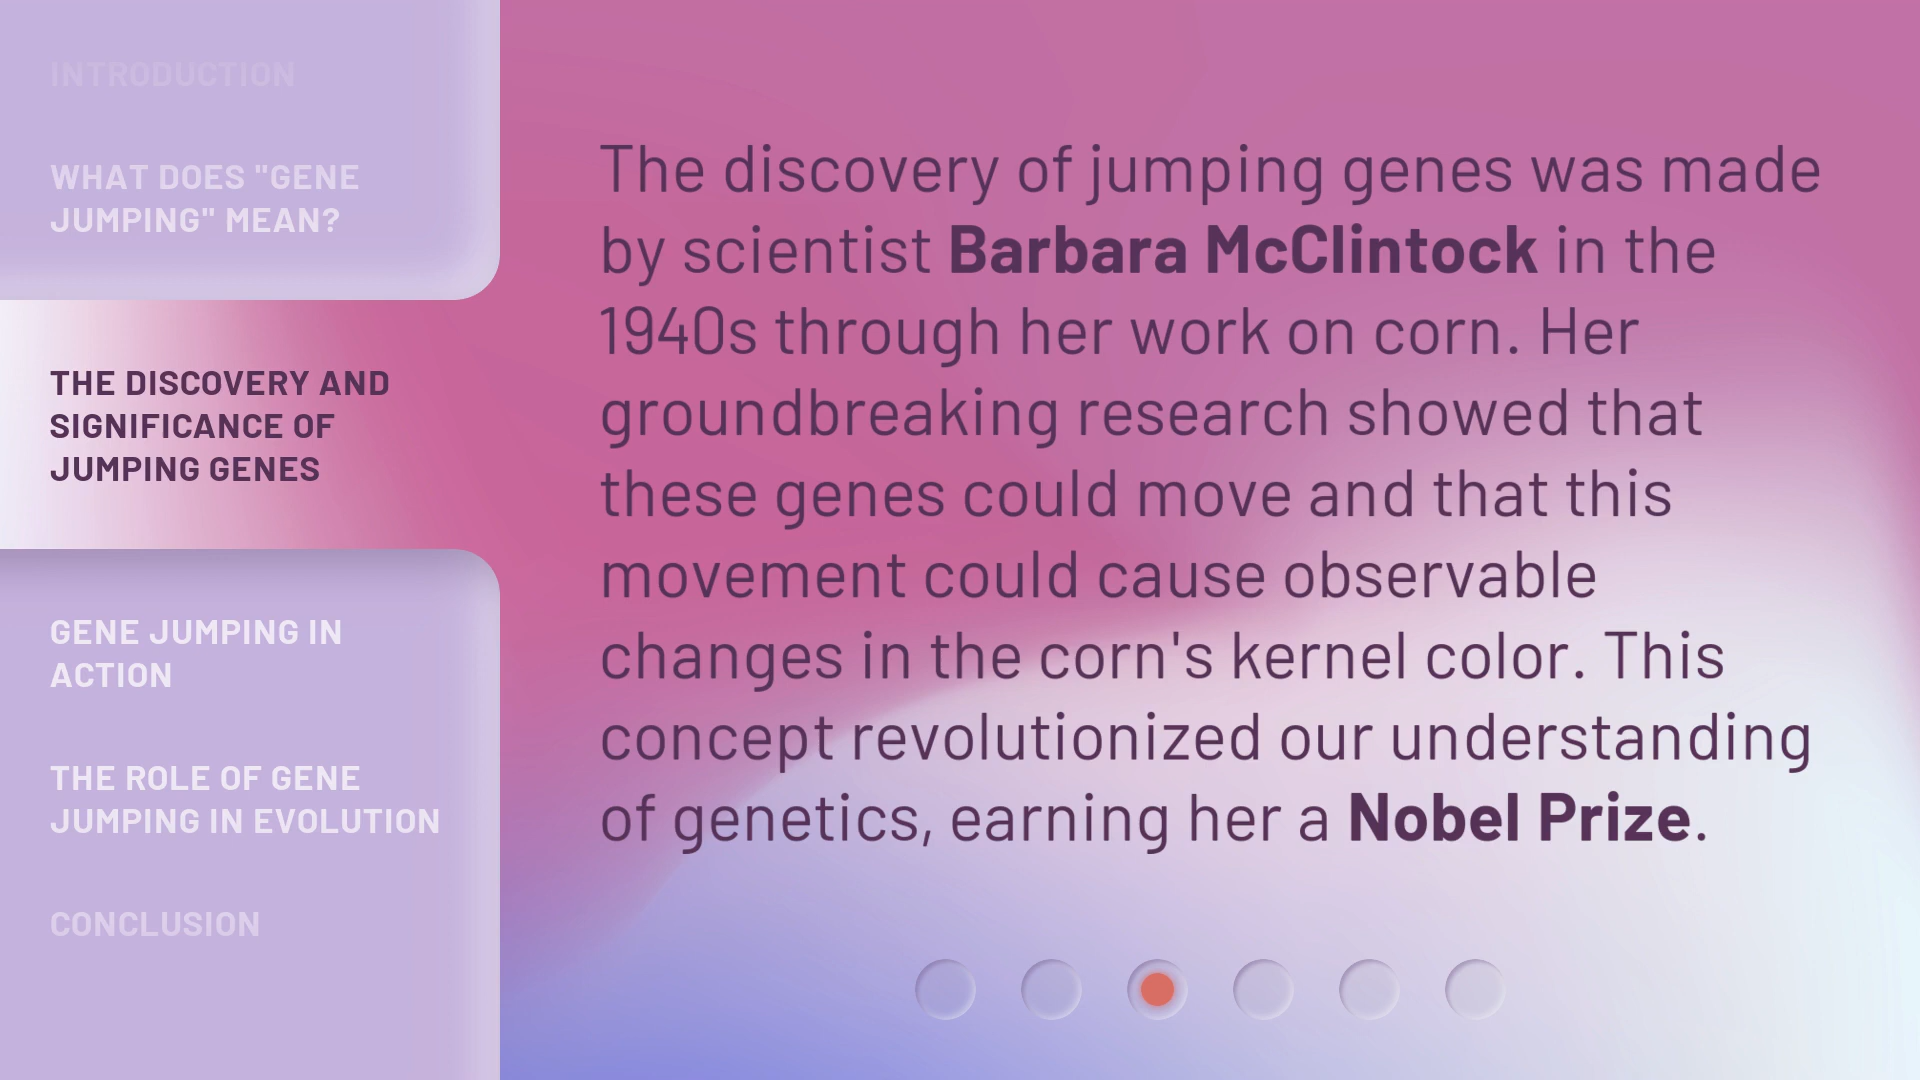 INTRODUCTION
WHAT DOES "GENE
JUMPING" MEAN?
THE DISCOVERY AND
SIGNIFICANCE OF
JUMPING GENES
GENE JUMPING IN
ACTION
THE ROLE OF GENE
JUMPING IN EVOLUTION
CONCLUSION
The discovery of jumping genes was made
by scientist Barbara McClintock in the
1940s through her work on corn. Her
groundbreaking research showed that
these genes could move and that this
movement could cause observable
changes in the corn's kernel color. This
concept revolutionized our understanding
of genetics, earning her a Nobel Prize.